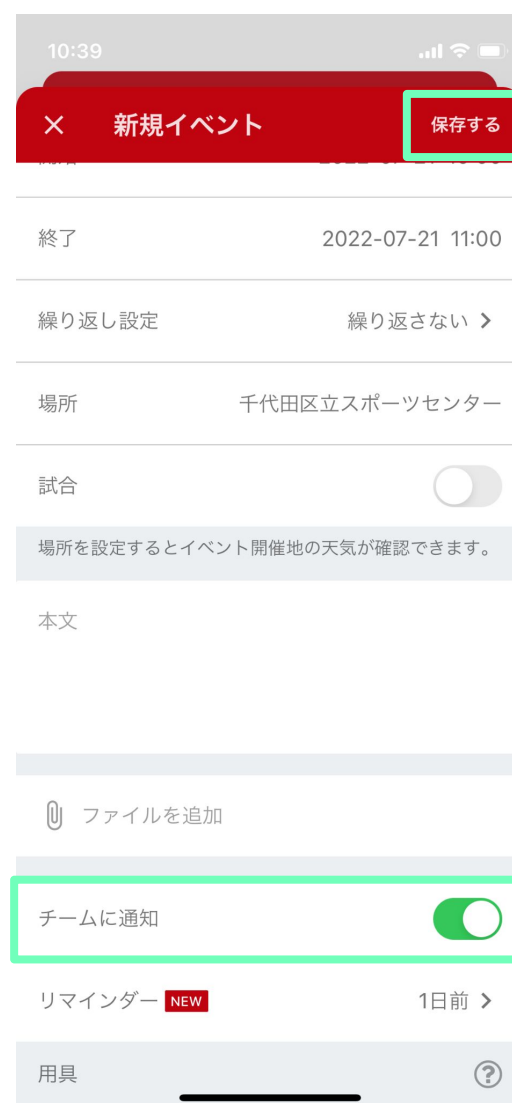 10:39
新規イベント 保存する
終了 2022-07-21 11:00
繰り返し設定 繰り返さない
場所 千代田区立スポーツセンター
試合
場所を設定するとイベント開催地の天気が確認できます。
本文
ファイルを追加
チームに通知
リマインダー NEW 1日前
用具 ?